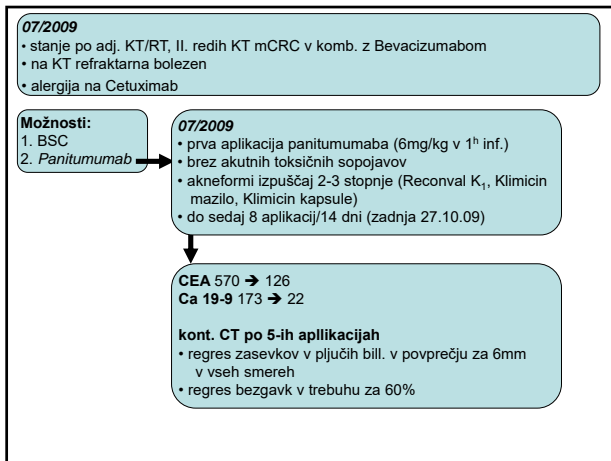 07/2009
• stanje po adj. KT/RT, II. redih KT mCRC v komb. z Bevacizumabom
• na KT refraktarna bolezen
• alergija na Cetuximab
Možnosti:
1. BSC
2. Panitumumab
07/2009
• prva aplikacija panitumumaba (6mg/kg v 1ʰ inf.)
• brez akutnih toksičnih sopojavov
• akneformi izpuščaj 2-3 stopnje (Reconval K₁, Klimicin
mazilo, Klimicin kapsule)
• do sedaj 8 aplikacij/14 dni (zadnja 27.10.09)
CEA 570 ➔ 126
Ca 19-9 173 ➔ 22
kont. CT po 5-ih apllikacijah
• regres zasevkov v pljučih bill. v povprečju za 6mm
v vseh smereh
• regres bezgavk v trebuhu za 60%